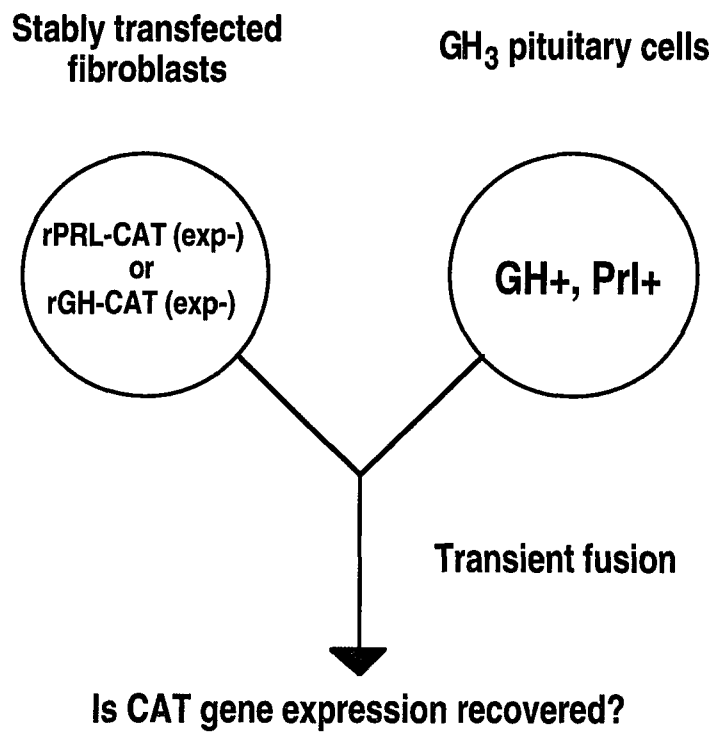 Stably transfected
fibroblasts
GH3 pituitary cells
rPRL-CAT (exp-)
or
rGH-CAT (exp-)
GH+, Prl+
Transient fusion
Is CAT gene expression recovered?